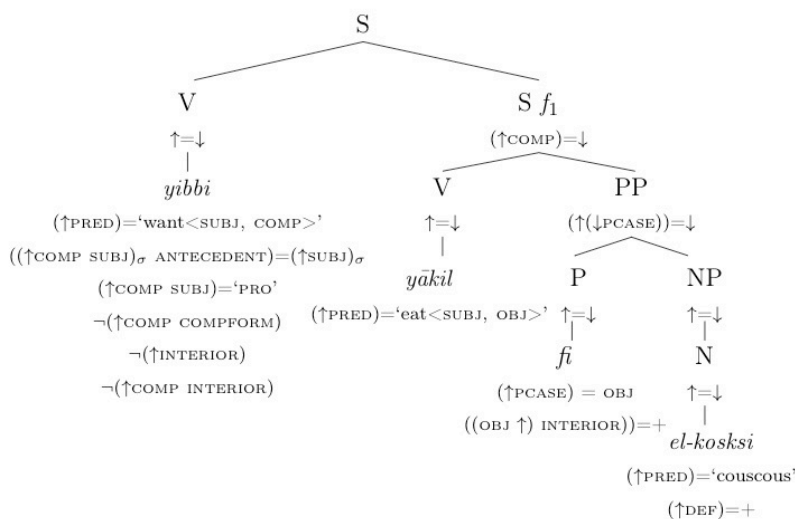 S
V S f₁
↑=↓ (↑COMP)=↓
yibbi V PP
(↑PRED)=‘want<SUBJ, COMP>’ ↑=↓ (↑(↓PCASE))=↓
((↑COMP SUBJ)σ ANTECEDENT)=(↑SUBJ)σ yākil P NP
(↑COMP SUBJ)=‘PRO’ (↑PRED)=‘eat<SUBJ, OBJ>’ ↑=↓ ↑=↓
¬(↑COMP COMPFORM) fi N
¬(↑INTERIOR) (↑PCASE) = OBJ ↑=↓
¬(↑COMP INTERIOR) ((OBJ ↑) INTERIOR))=+ el-kosksi
(↑PRED)=‘couscous’
(↑DEF)=+